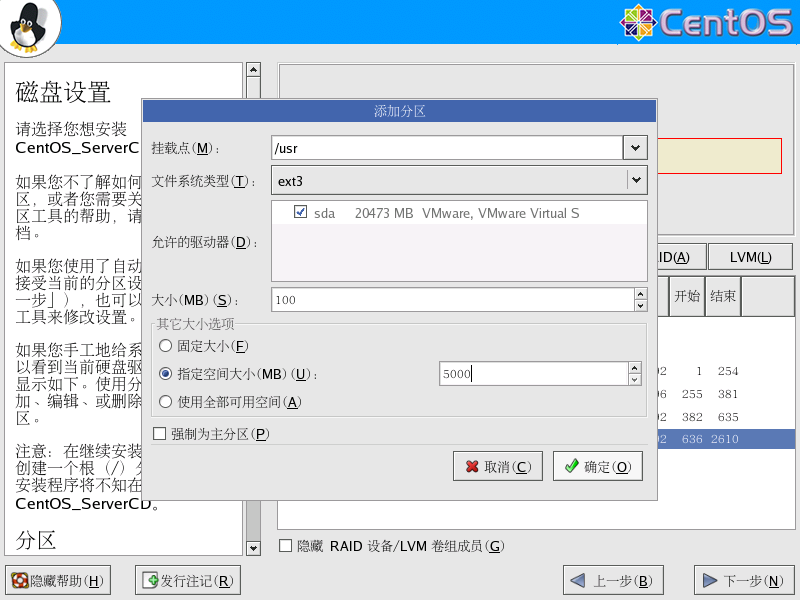 CentOS
磁盘设置
请选择您想安装
CentOS_ServerC
如果您不了解如何
区，或者您需要关
区工具的帮助，请
档。
如果您使用了自动
接受当前的分区设
一步」），也可以
工具来修改设置。
如果您手工地给系
以看到当前硬盘驱
显示如下。使用分
加、编辑、或删除
区。
注意：在继续安装
创建一个根（/）分
安装程序将不知在
CentOS_ServerCD。
分区
添加分区
挂载点(M)：
/usr
文件系统类型(T)：
ext3
允许的驱动器(D)：
sda 20473 MB VMware, VMware Virtual S
大小(MB)(S)：
100
其它大小选项
固定大小(F)
指定空间大小(MB)(U)：
5000
使用全部可用空间(A)
强制为主分区(P)
取消(C)
确定(O)
ID(A)
LVM(L)
开始
结束
02 1 254
06 255 381
02 382 635
02 636 2610
隐藏 RAID 设备/LVM 卷组成员(G)
隐藏帮助(H)
发行注记(R)
上一步(B)
下一步(N)